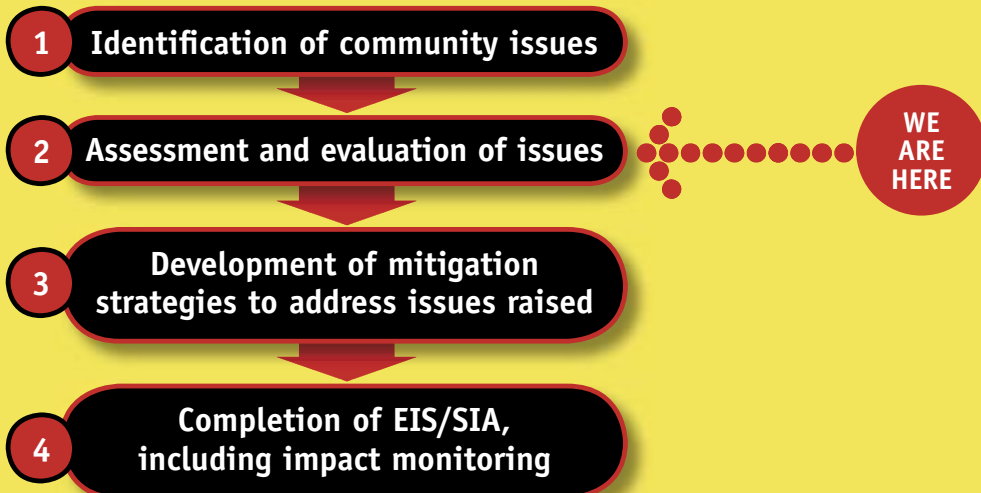 1 Identification of community issues
2 Assessment and evaluation of issues
WE
ARE
HERE
3 Development of mitigation
strategies to address issues raised
4 Completion of EIS/SIA,
including impact monitoring